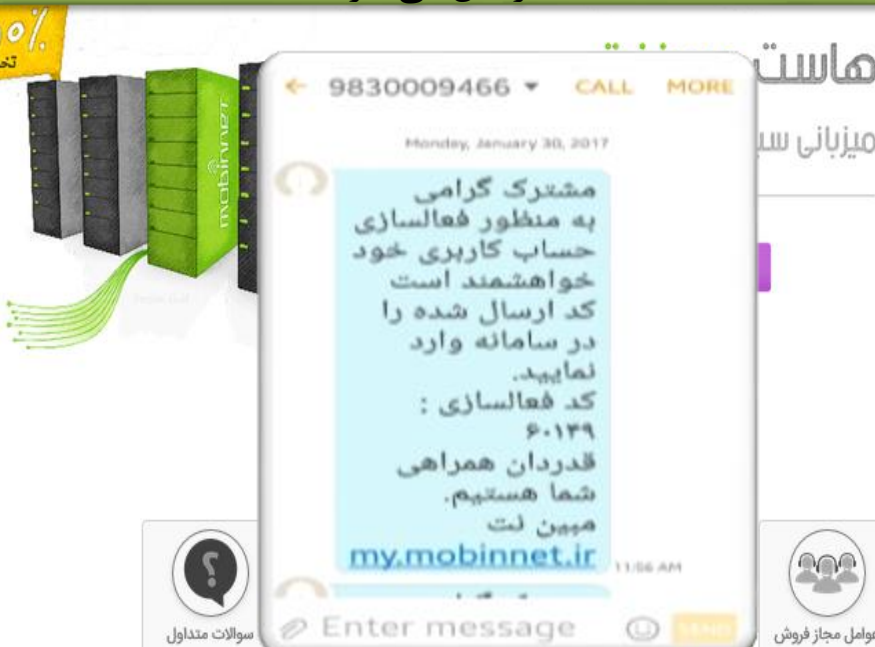 هاست
میزبانی
mobinnet
9830009466
CALL
MORE
Monday, January 30, 2017
مشترک گرامی
به منظور فعالسازی
حساب کاربری خود
خواهشمند است
کد ارسال شده را
در سامانه وارد
نمایید.
کد فعالسازی :
۶۰۱۴۹
قدردان همراهی
شما هستیم.
مبین نت
my.mobinnet.ir
11:56 AM
Enter message
SEND
سوالات متداول
عوامل مجاز فروش